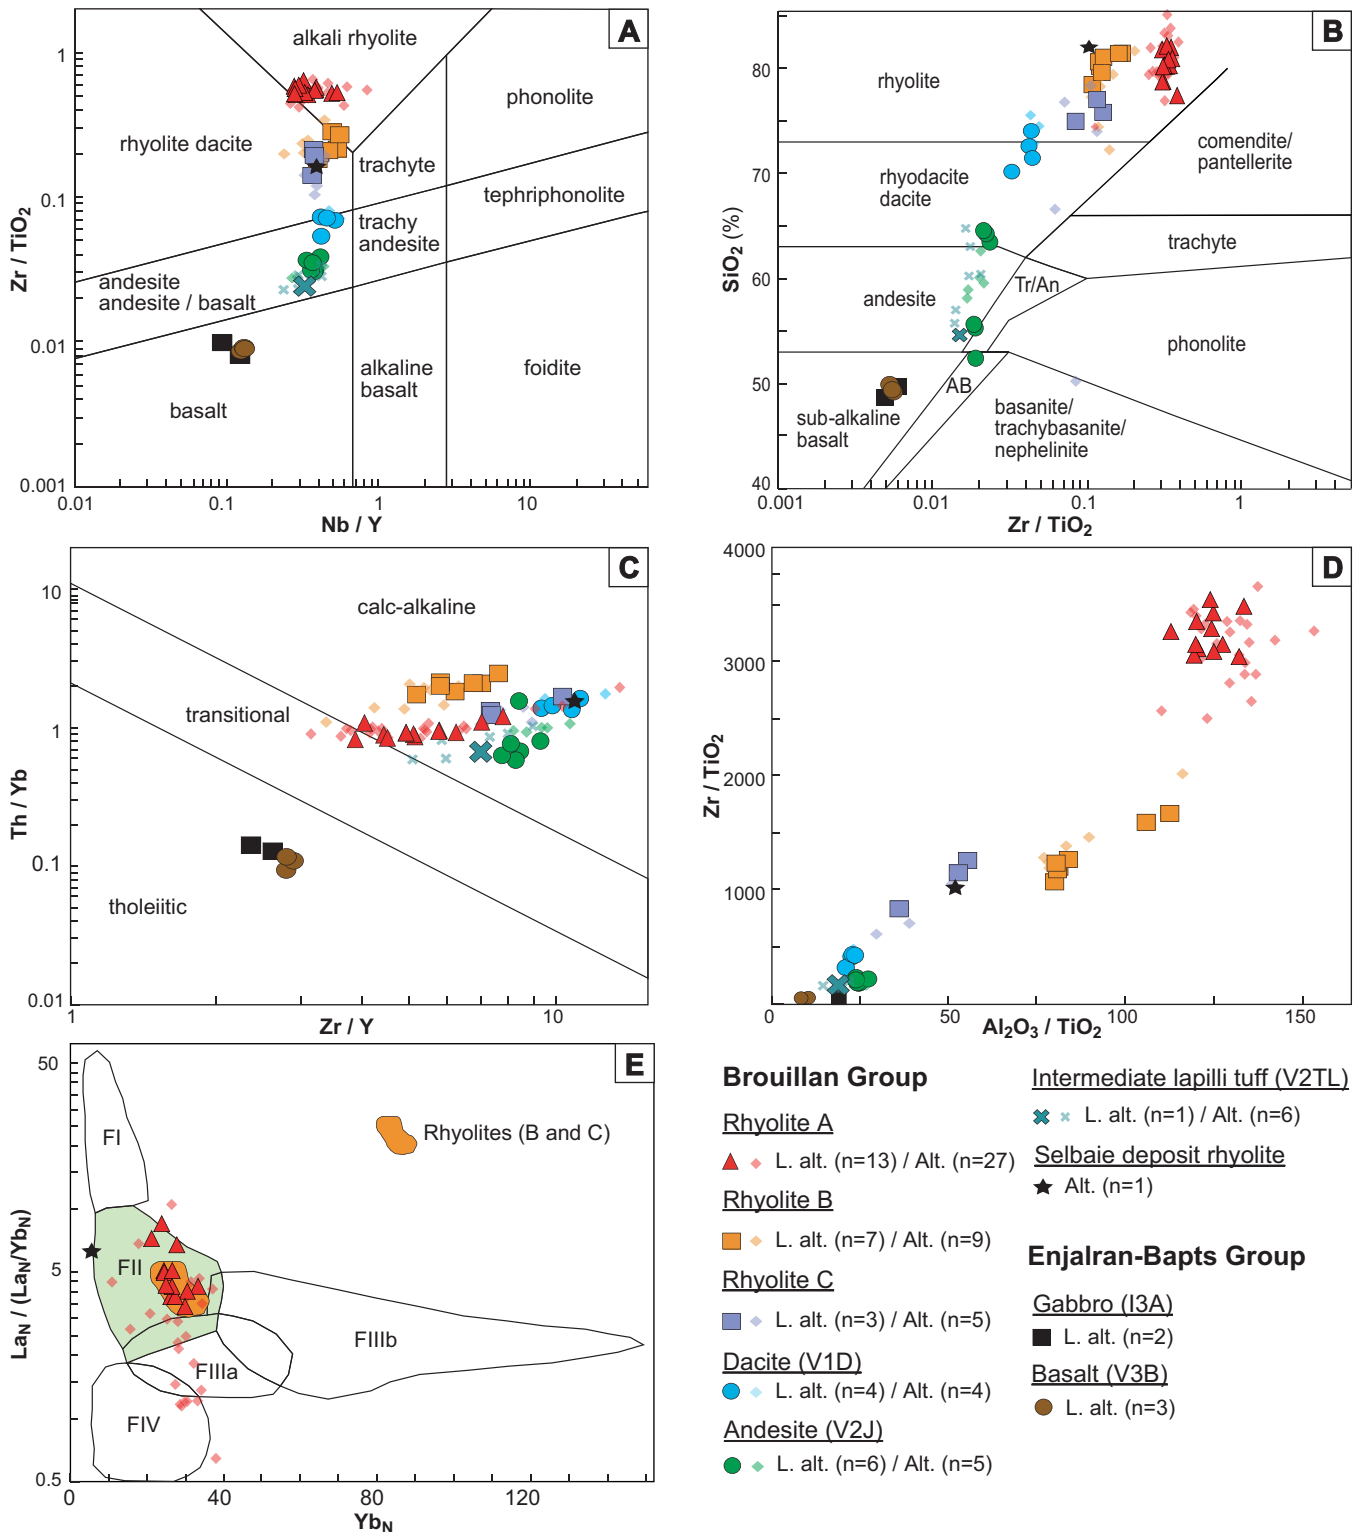 A
alkali rhyolite
phonolite
rhyolite dacite
trachyte
tephriphonolite
trachy
andesite
andesite
andesite / basalt
alkaline
basalt
foidite
basalt
1
0.1
0.01
0.001
Zr / TiO2
0.01
0.1
1
10
Nb / Y
B
rhyolite
comendite/
pantellerite
rhyodacite
dacite
trachyte
andesite
Tr/An
phonolite
AB
sub-alkaline
basalt
basanite/
trachybasanite/
nephelinite
80
70
60
50
40
SiO2 (%)
0.001
0.01
0.1
1
Zr / TiO2
C
calc-alkaline
transitional
tholeiitic
10
1
0.1
0.01
Th / Yb
1
10
Zr / Y
D
4000
3000
2000
1000
0
Zr / TiO2
0
50
100
150
Al2O3 / TiO2
E
FI
Rhyolites (B and C)
FII
FIIIb
FIIIa
FIV
50
5
0.5
LaN / (LaN/YbN)
0
40
80
120
YbN
Brouillan Group
Rhyolite A
L. alt. (n=13) / Alt. (n=27)
Rhyolite B
L. alt. (n=7) / Alt. (n=9)
Rhyolite C
L. alt. (n=3) / Alt. (n=5)
Dacite (V1D)
L. alt. (n=4) / Alt. (n=4)
Andesite (V2J)
L. alt. (n=6) / Alt. (n=5)
Intermediate lapilli tuff (V2TL)
L. alt. (n=1) / Alt. (n=6)
Selbaie deposit rhyolite
Alt. (n=1)
Enjalran-Bapts Group
Gabbro (I3A)
L. alt. (n=2)
Basalt (V3B)
L. alt. (n=3)